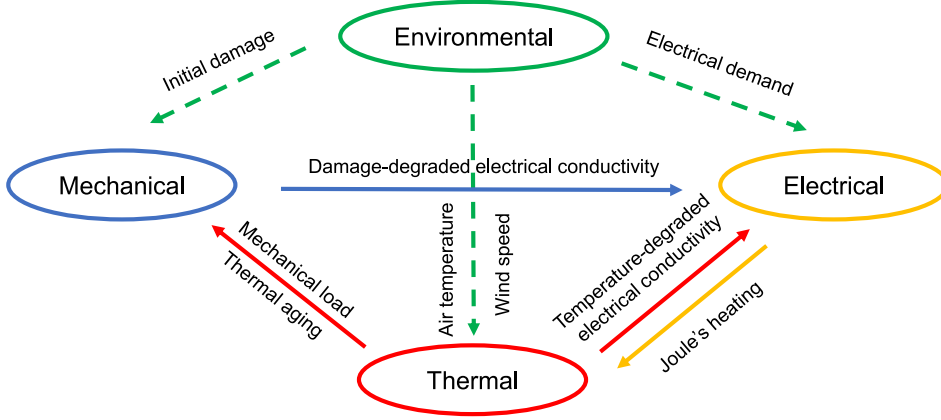 Environmental
Initial damage
Electrical demand
Mechanical
Damage-degraded electrical conductivity
Electrical
Mechanical load
Thermal aging
Air temperature
Wind speed
Temperature-degraded
electrical conductivity
Joule's heating
Thermal